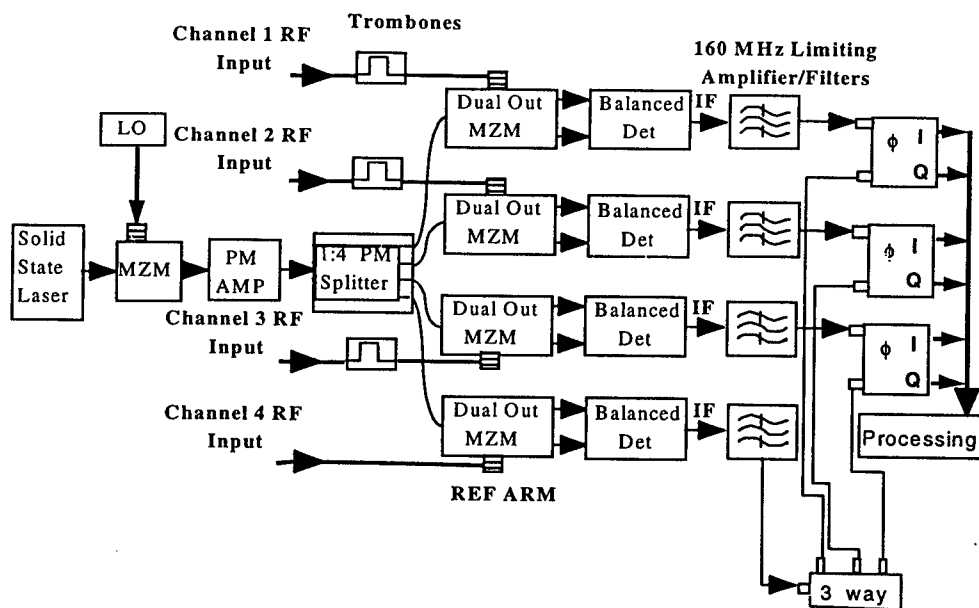 Trombones
Channel 1 RF
Input
160 MHz Limiting
Amplifier/Filters
Dual Out
MZM
Balanced
Det
IF
ϕ I
Q
LO
Channel 2 RF
Input
Dual Out
MZM
Balanced
Det
IF
ϕ I
Q
Solid
State
Laser
MZM
PM
AMP
1:4 PM
Splitter
Channel 3 RF
Input
Dual Out
MZM
Balanced
Det
IF
ϕ I
Q
Channel 4 RF
Input
Dual Out
MZM
Balanced
Det
IF
Processing
REF ARM
3 way